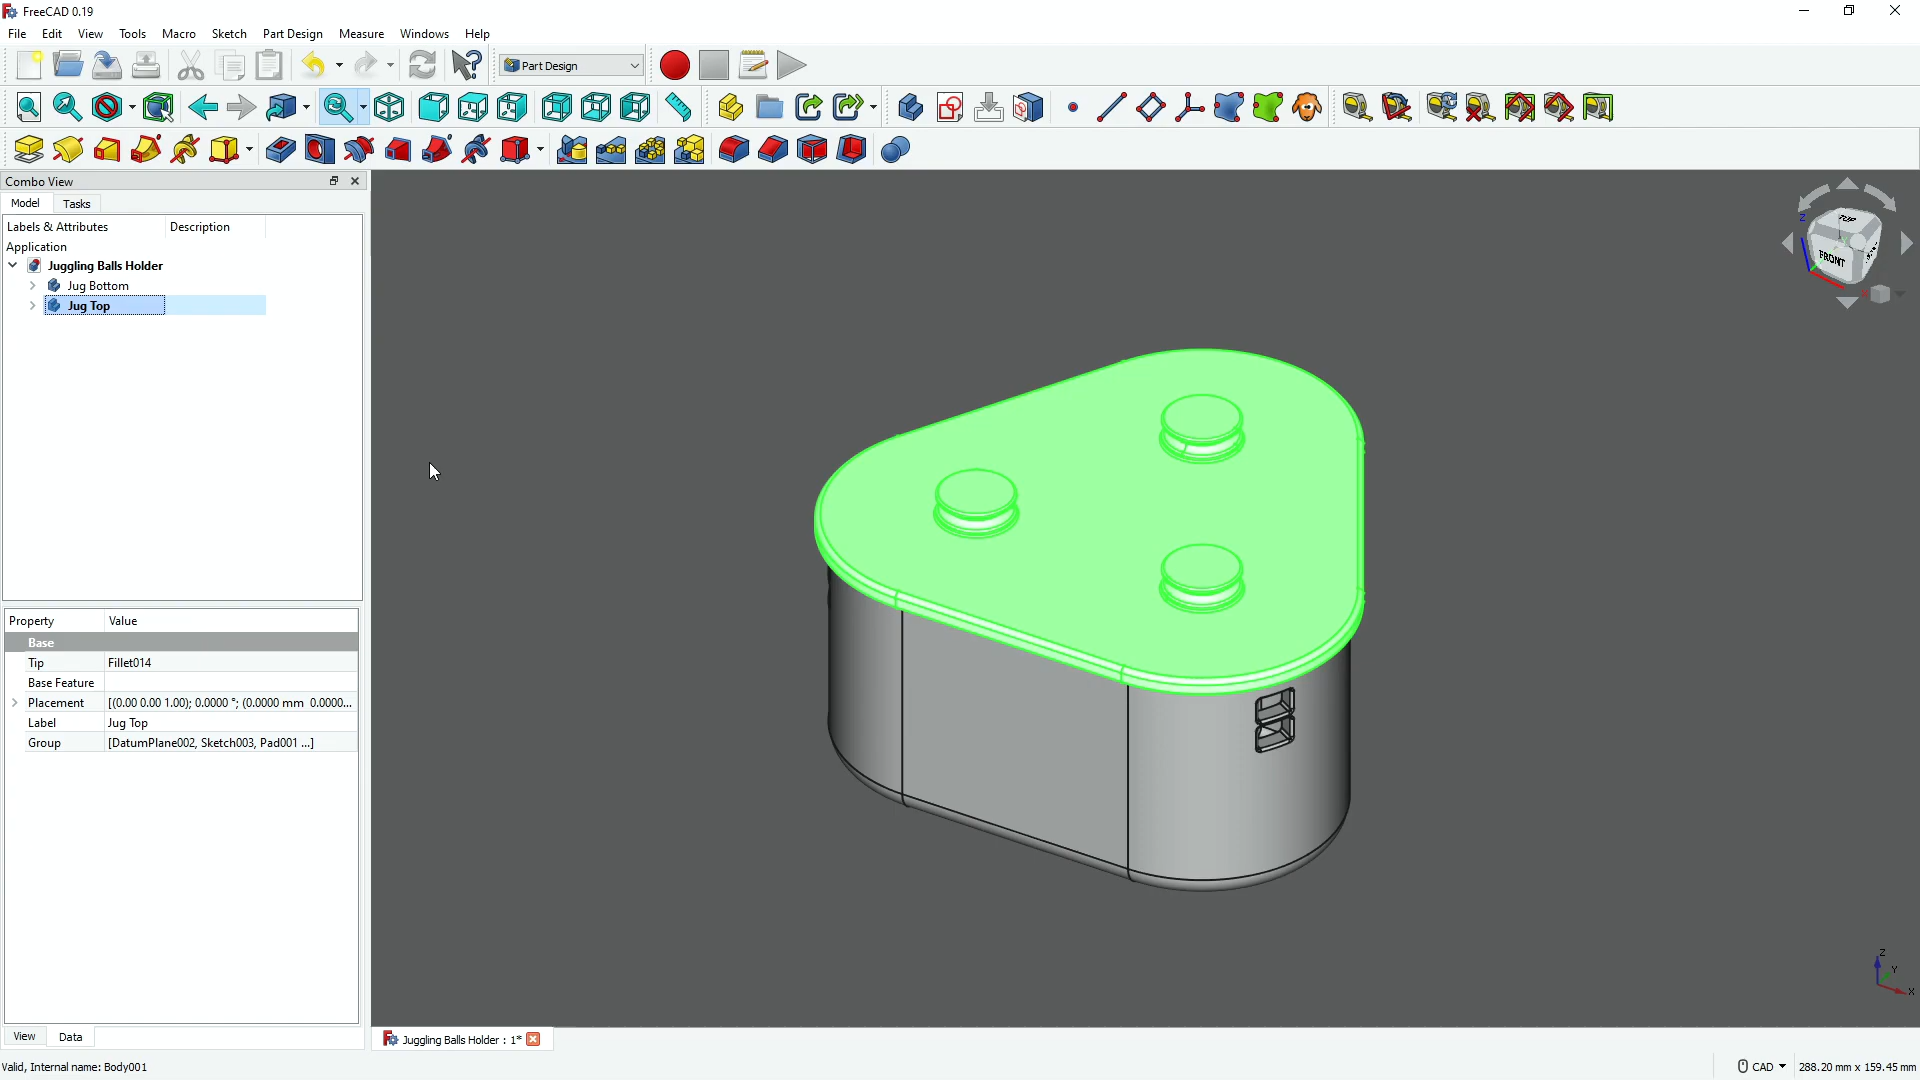 FreeCAD 0.19
File Edit View Tools Macro Sketch Part Design Measure Windows Help
Part Design
Combo View
Model Tasks
Labels & Attributes Description
Application
Juggling Balls Holder
Jug Bottom
Jug Top
TOP
Z
FRONT
Property Value
Base
Tip Fillet014
Base Feature
Placement [(0.00 0.00 1.00); 0.0000 °; (0.0000 mm 0.0000...
Label Jug Top
Group [DatumPlane002, Sketch003, Pad001 ...]
Z
Y
X
View Data
Juggling Balls Holder : 1*
Valid, Internal name: Body001
CAD 288.20 mm x 159.45 mm